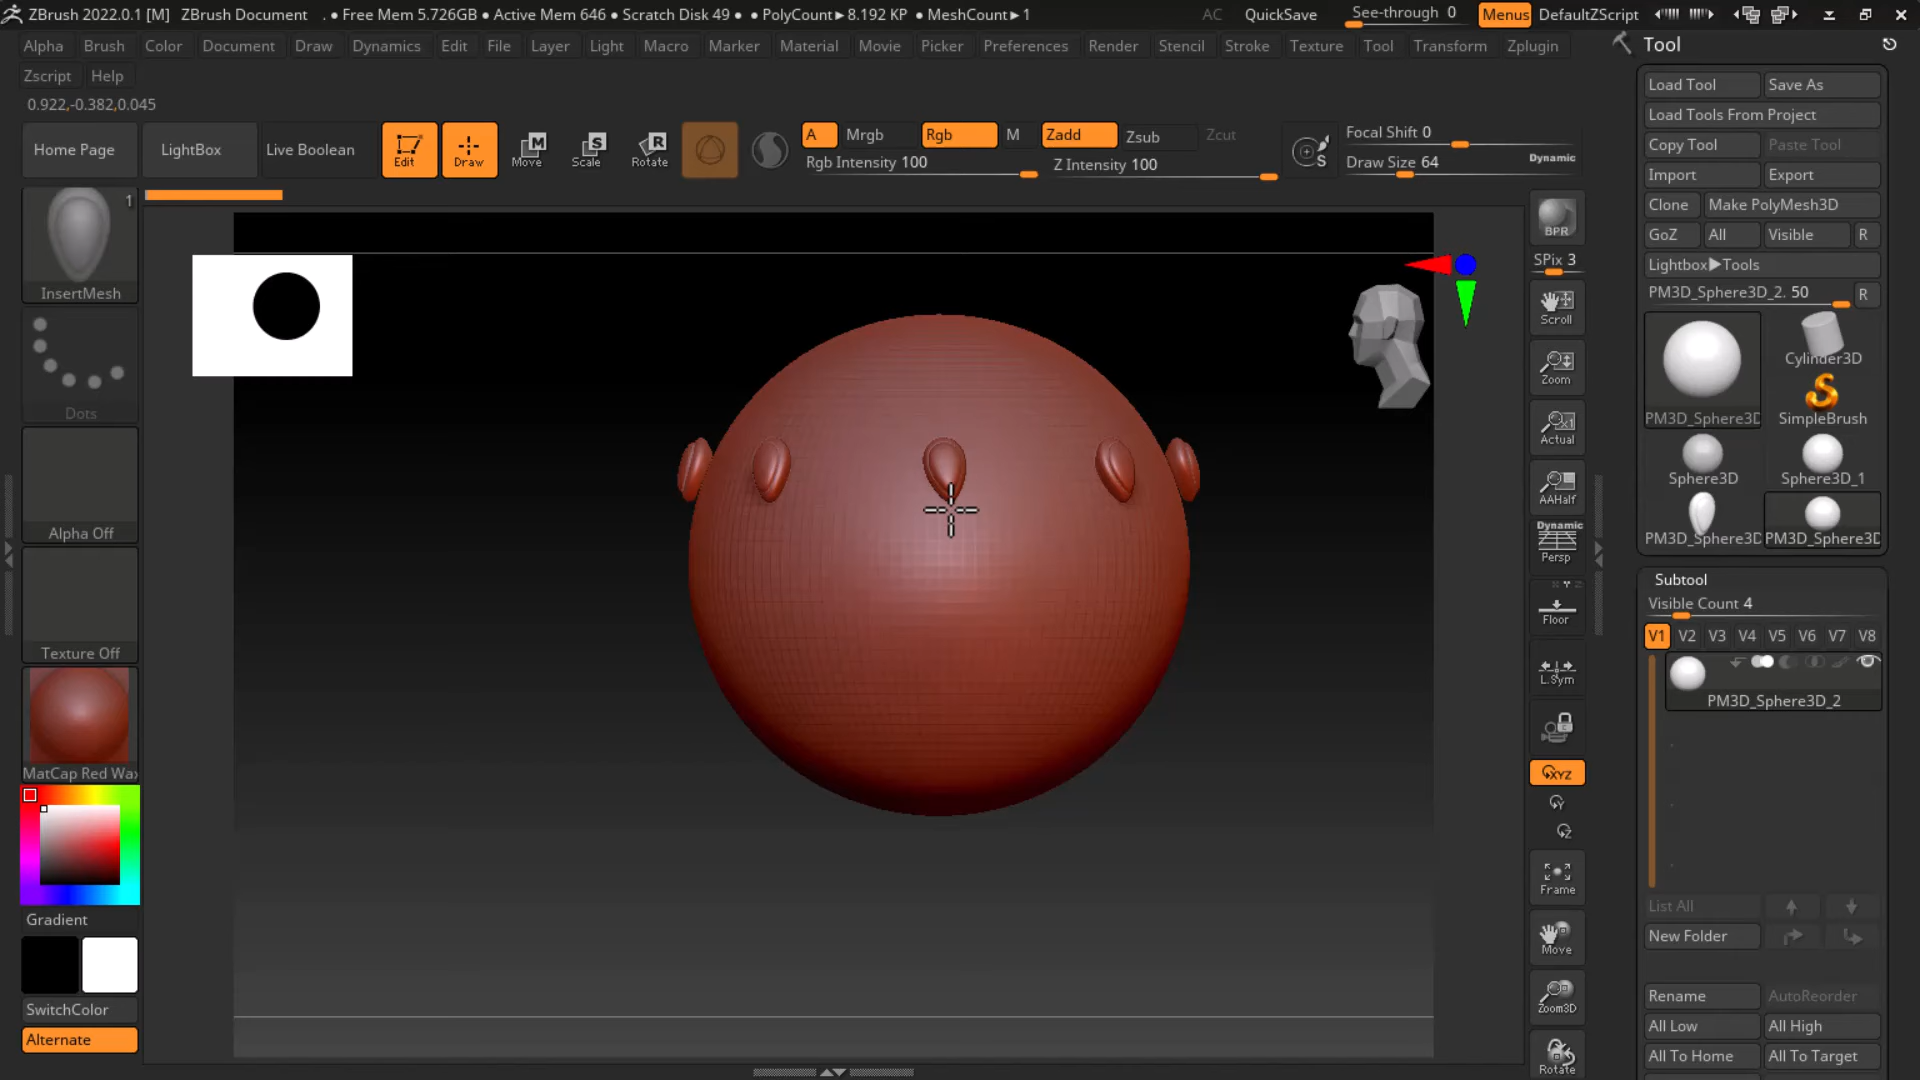 ZBrush 2022.0.1 [M] ZBrush Document . ● Free Mem 5.726GB ● Active Mem 646 ● Scratch Disk 49 ● ● PolyCount▶8.192 KP ● MeshCount▶1 AC QuickSave See-through 0 Menus DefaultZScript
Alpha Brush Color Document Draw Dynamics Edit File Layer Light Macro Marker Material Movie Picker Preferences Render Stencil Stroke Texture Tool Transform Zplugin
Zscript Help
0.922,-0.382,0.045
Home Page LightBox Live Boolean Edit Draw Move Scale Rotate
M S R
A Mrgb Rgb M Zadd Zsub Zcut
Rgb Intensity 100 Z Intensity 100
S
Focal Shift 0
Draw Size 64 Dynamic
1
InsertMesh
Dots
Alpha Off
Texture Off
MatCap Red Wax
Gradient
SwitchColor
Alternate
BPR
SPix 3
Scroll
Zoom
Actual
AAHalf
Dynamic
Persp
Floor
L.Sym
XYZ
Y
Z
Frame
Move
Zoom3D
Rotate
Tool
Load Tool Save As
Load Tools From Project
Copy Tool Paste Tool
Import Export
Clone Make PolyMesh3D
GoZ All Visible R
Lightbox▶Tools
PM3D_Sphere3D_2. 50 R
PM3D_Sphere3D Cylinder3D
SimpleBrush
Sphere3D Sphere3D_1
PM3D_Sphere3D PM3D_Sphere3D
Subtool
Visible Count 4
V1 V2 V3 V4 V5 V6 V7 V8
PM3D_Sphere3D_2
List All
New Folder
Rename AutoReorder
All Low All High
All To Home All To Target